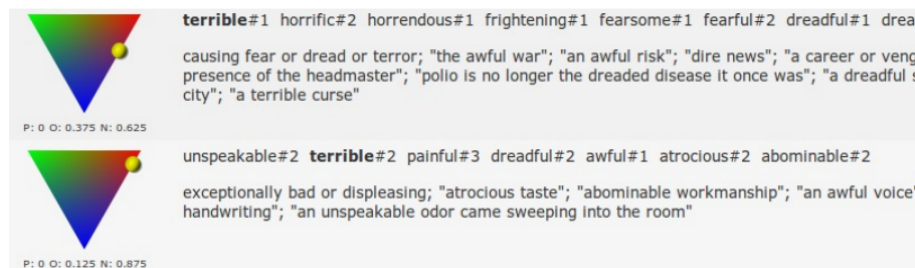 terrible#1 horrific#2 horrendous#1 frightening#1 fearsome#1 fearful#2 dreadful#1
causing fear or dread or terror; "the awful war"; "an awful risk"; "dire news"; "a career or
presence of the headmaster"; "polio is no longer the dreaded disease it once was"; "a dreadful
city"; "a terrible curse"
P: 0 O: 0.375 N: 0.625
unspeakable#2 terrible#2 painful#3 dreadful#2 awful#1 atrocious#2 abominable#2
exceptionally bad or displeasing; "atrocious taste"; "abominable workmanship"; "an awful voice"
handwriting"; "an unspeakable odor came sweeping into the room"
P: 0 O: 0.125 N: 0.875